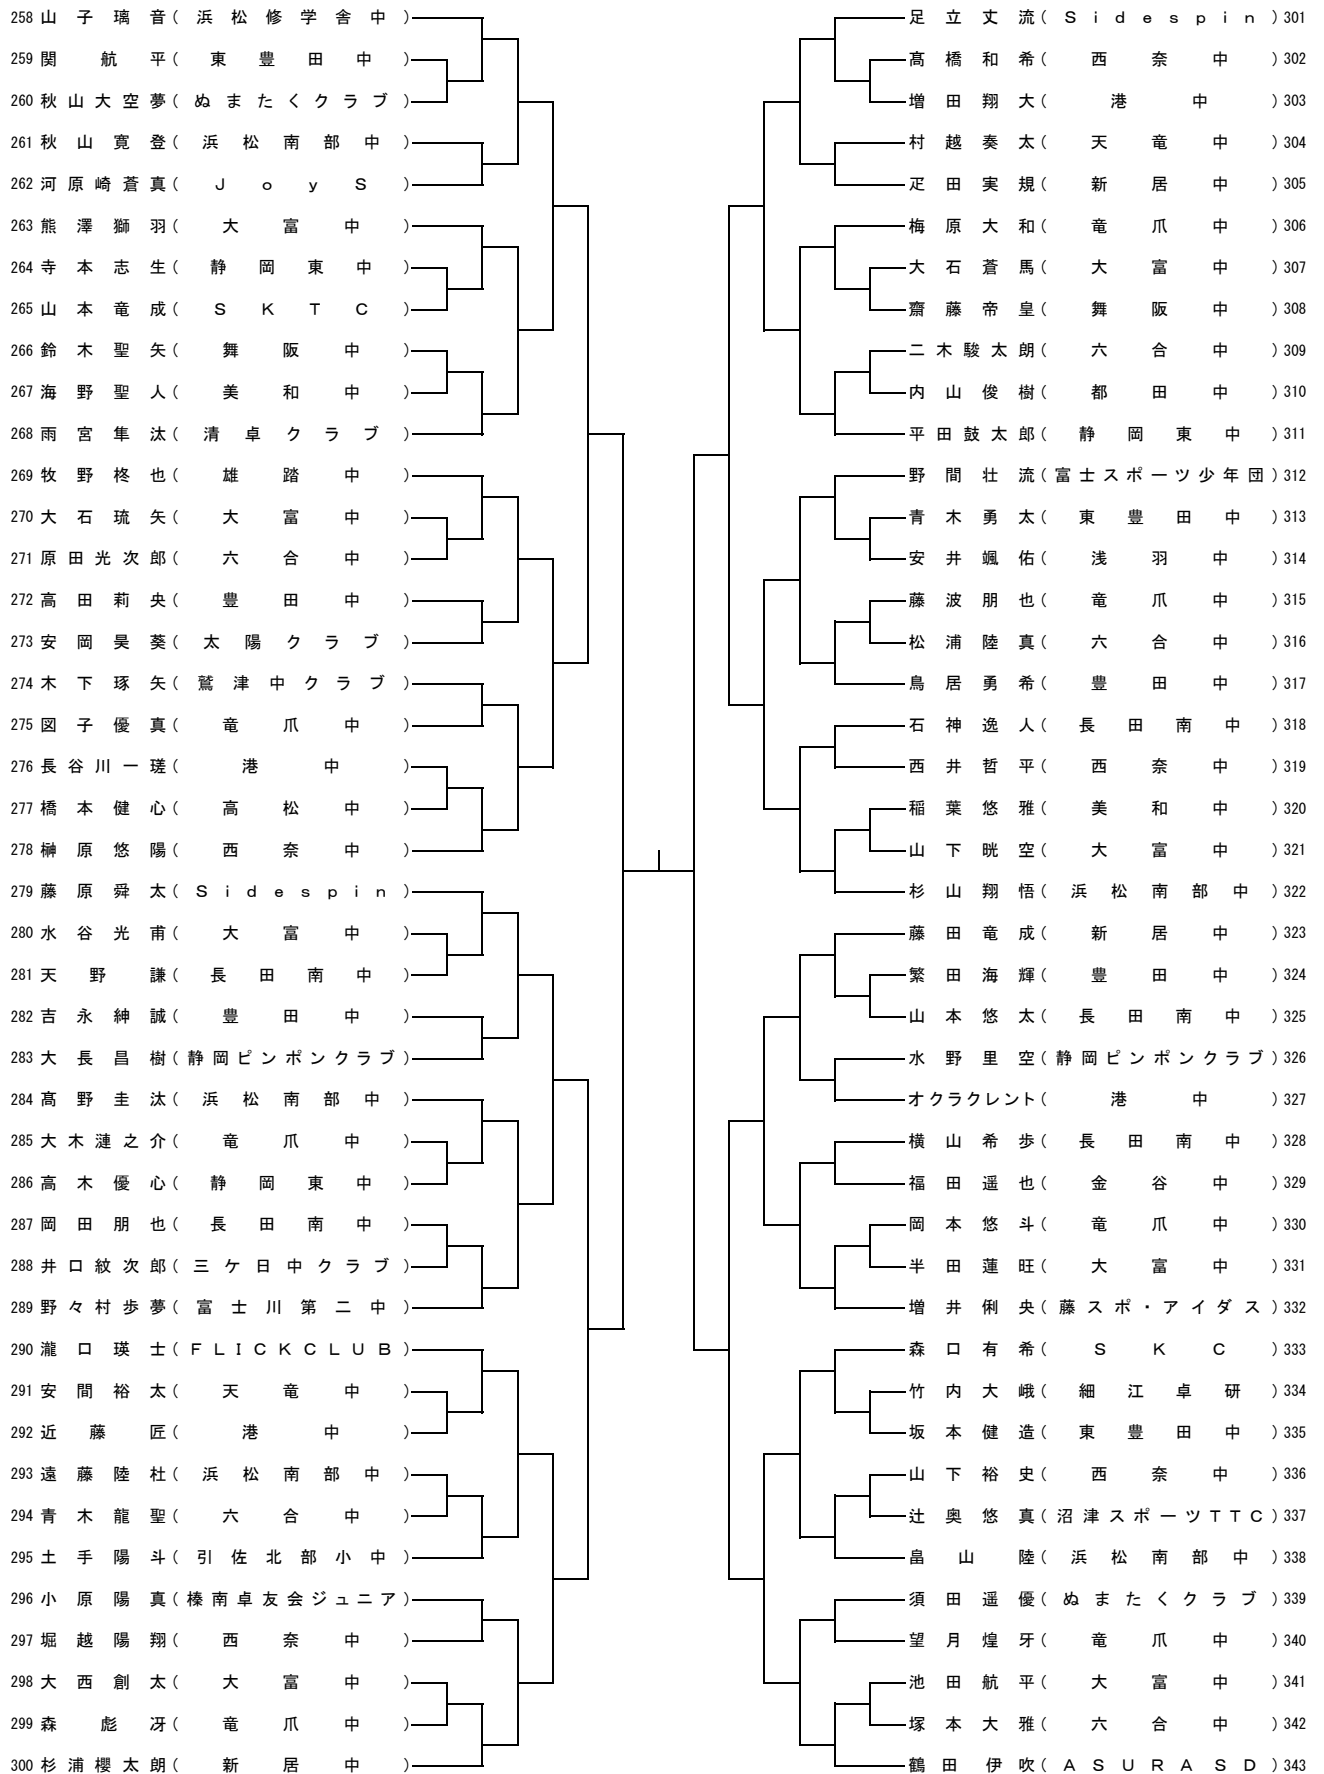 258 山子璃音(浜松修学舎中)
259 関航平(東豊田中)
260 秋山大空夢(ぬまたくクラブ)
261 秋山寛登(浜松南部中)
262 河原崎蒼真(JoyS)
263 熊澤獅羽(大富中)
264 寺本志生(静岡東中)
265 山本竜成(SKTC)
266 鈴木聖矢(舞阪中)
267 海野聖人(美和中)
268 雨宮隼汰(清卓クラブ)
269 牧野柊也(雄踏中)
270 大石琉矢(大富中)
271 原田光次郎(六合中)
272 高田莉央(豊田中)
273 安岡昊葵(太陽クラブ)
274 木下琢矢(鷲津中クラブ)
275 図子優真(竜爪中)
276 長谷川一瑳(港中)
277 橋本健心(高松中)
278 榊原悠陽(西奈中)
279 藤原舜太(Sidespin)
280 水谷光甫(大富中)
281 天野謙(長田南中)
282 吉永紳誠(豊田中)
283 大長昌樹(静岡ピンポンクラブ)
284 髙野圭汰(浜松南部中)
285 大木漣之介(竜爪中)
286 高木優心(静岡東中)
287 岡田朋也(長田南中)
288 井口紋次郎(三ケ日中クラブ)
289 野々村歩夢(富士川第二中)
290 瀧口瑛士(FLICKCLUB)
291 安間裕太(天竜中)
292 近藤匠(港中)
293 遠藤陸杜(浜松南部中)
294 青木龍聖(六合中)
295 土手陽斗(引佐北部小中)
296 小原陽真(榛南卓友会ジュニア)
297 堀越陽翔(西奈中)
298 大西創太(大富中)
299 森彪冴(竜爪中)
300 杉浦櫻太朗(新居中)
足立丈流(Sidespin)301
髙橋和希(西奈中)302
増田翔大(港中)303
村越奏太(天竜中)304
疋田実規(新居中)305
梅原大和(竜爪中)306
大石蒼馬(大富中)307
齋藤帝皇(舞阪中)308
二木駿太朗(六合中)309
内山俊樹(都田中)310
平田鼓太郎(静岡東中)311
野間壮流(富士スポーツ少年団)312
青木勇太(東豊田中)313
安井颯佑(浅羽中)314
藤波朋也(竜爪中)315
松浦陸真(六合中)316
鳥居勇希(豊田中)317
石神逸人(長田南中)318
西井哲平(西奈中)319
稲葉悠雅(美和中)320
山下晄空(大富中)321
杉山翔悟(浜松南部中)322
藤田竜成(新居中)323
繁田海輝(豊田中)324
山本悠太(長田南中)325
水野里空(静岡ピンポンクラブ)326
オクラクレント(港中)327
横山希歩(長田南中)328
福田遥也(金谷中)329
岡本悠斗(竜爪中)330
半田蓮旺(大富中)331
増井俐央(藤スポ・アイダス)332
森口有希(SKC)333
竹内大峨(細江卓研)334
坂本健造(東豊田中)335
山下裕史(西奈中)336
辻奥悠真(沼津スポーツTTC)337
畠山陸(浜松南部中)338
須田遥優(ぬまたくクラブ)339
望月煌牙(竜爪中)340
池田航平(大富中)341
塚本大雅(六合中)342
鶴田伊吹(ASURASD)343